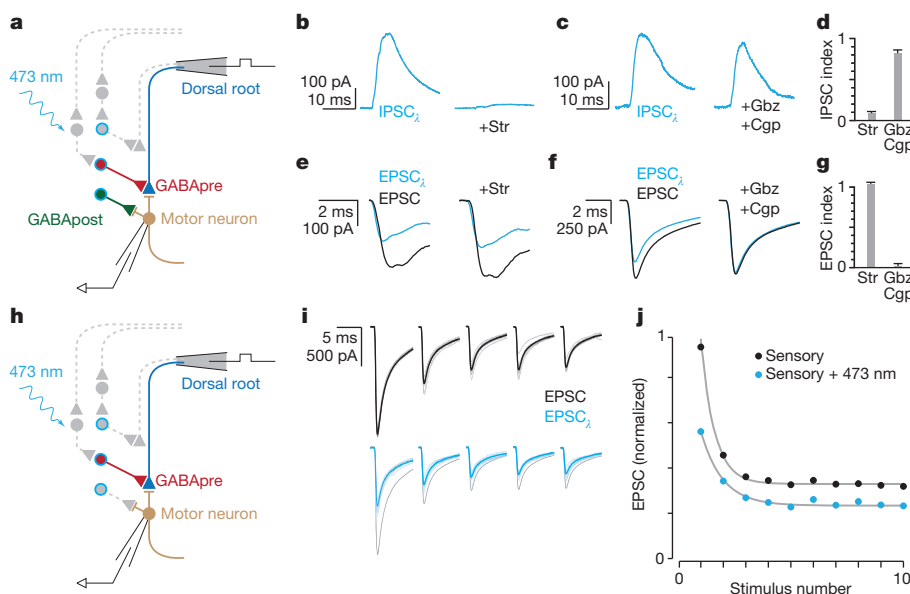 a
473 nm
Dorsal root
GABApre
GABApost
Motor neuron
b
100 pA
10 ms
IPSCλ
+Str
c
100 pA
10 ms
IPSCλ
+Gbz
+Cgp
d
IPSC index
1
0
Str
Gbz
Cgp
e
EPSCλ
EPSC
+Str
2 ms
100 pA
f
EPSCλ
EPSC
+Gbz
+Cgp
2 ms
250 pA
g
EPSC index
1
0
Str
Gbz
Cgp
h
473 nm
Dorsal root
GABApre
Motor neuron
i
5 ms
500 pA
EPSC
EPSCλ
j
1
Sensory
Sensory + 473 nm
EPSC (normalized)
0
0
5
10
Stimulus number